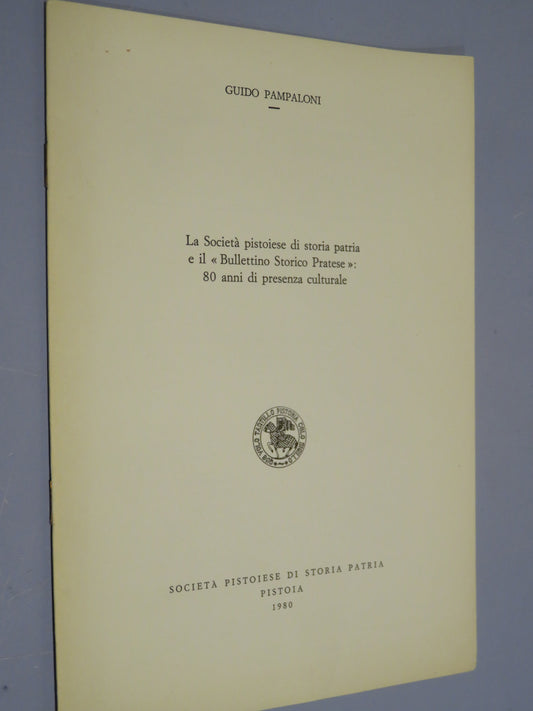 GUIDO PAMPALONI
La Società pistoiese di storia patria
e il « Bullettino Storico Pratese »:
80 anni di presenza culturale
SOCIETÀ PISTOIESE DI STORIA PATRIA
PISTOIA
1980